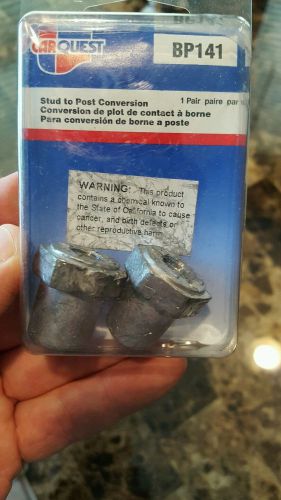 CARQUEST
BP141
Stud to Post Conversion
1 Pair paire par
Conversion de plot de contact à borne
Para conversión de borne a poste
WARNING: This product
contains a chemical known to
the State of California to cause
cancer, and birth defects or
other reproductive harm.